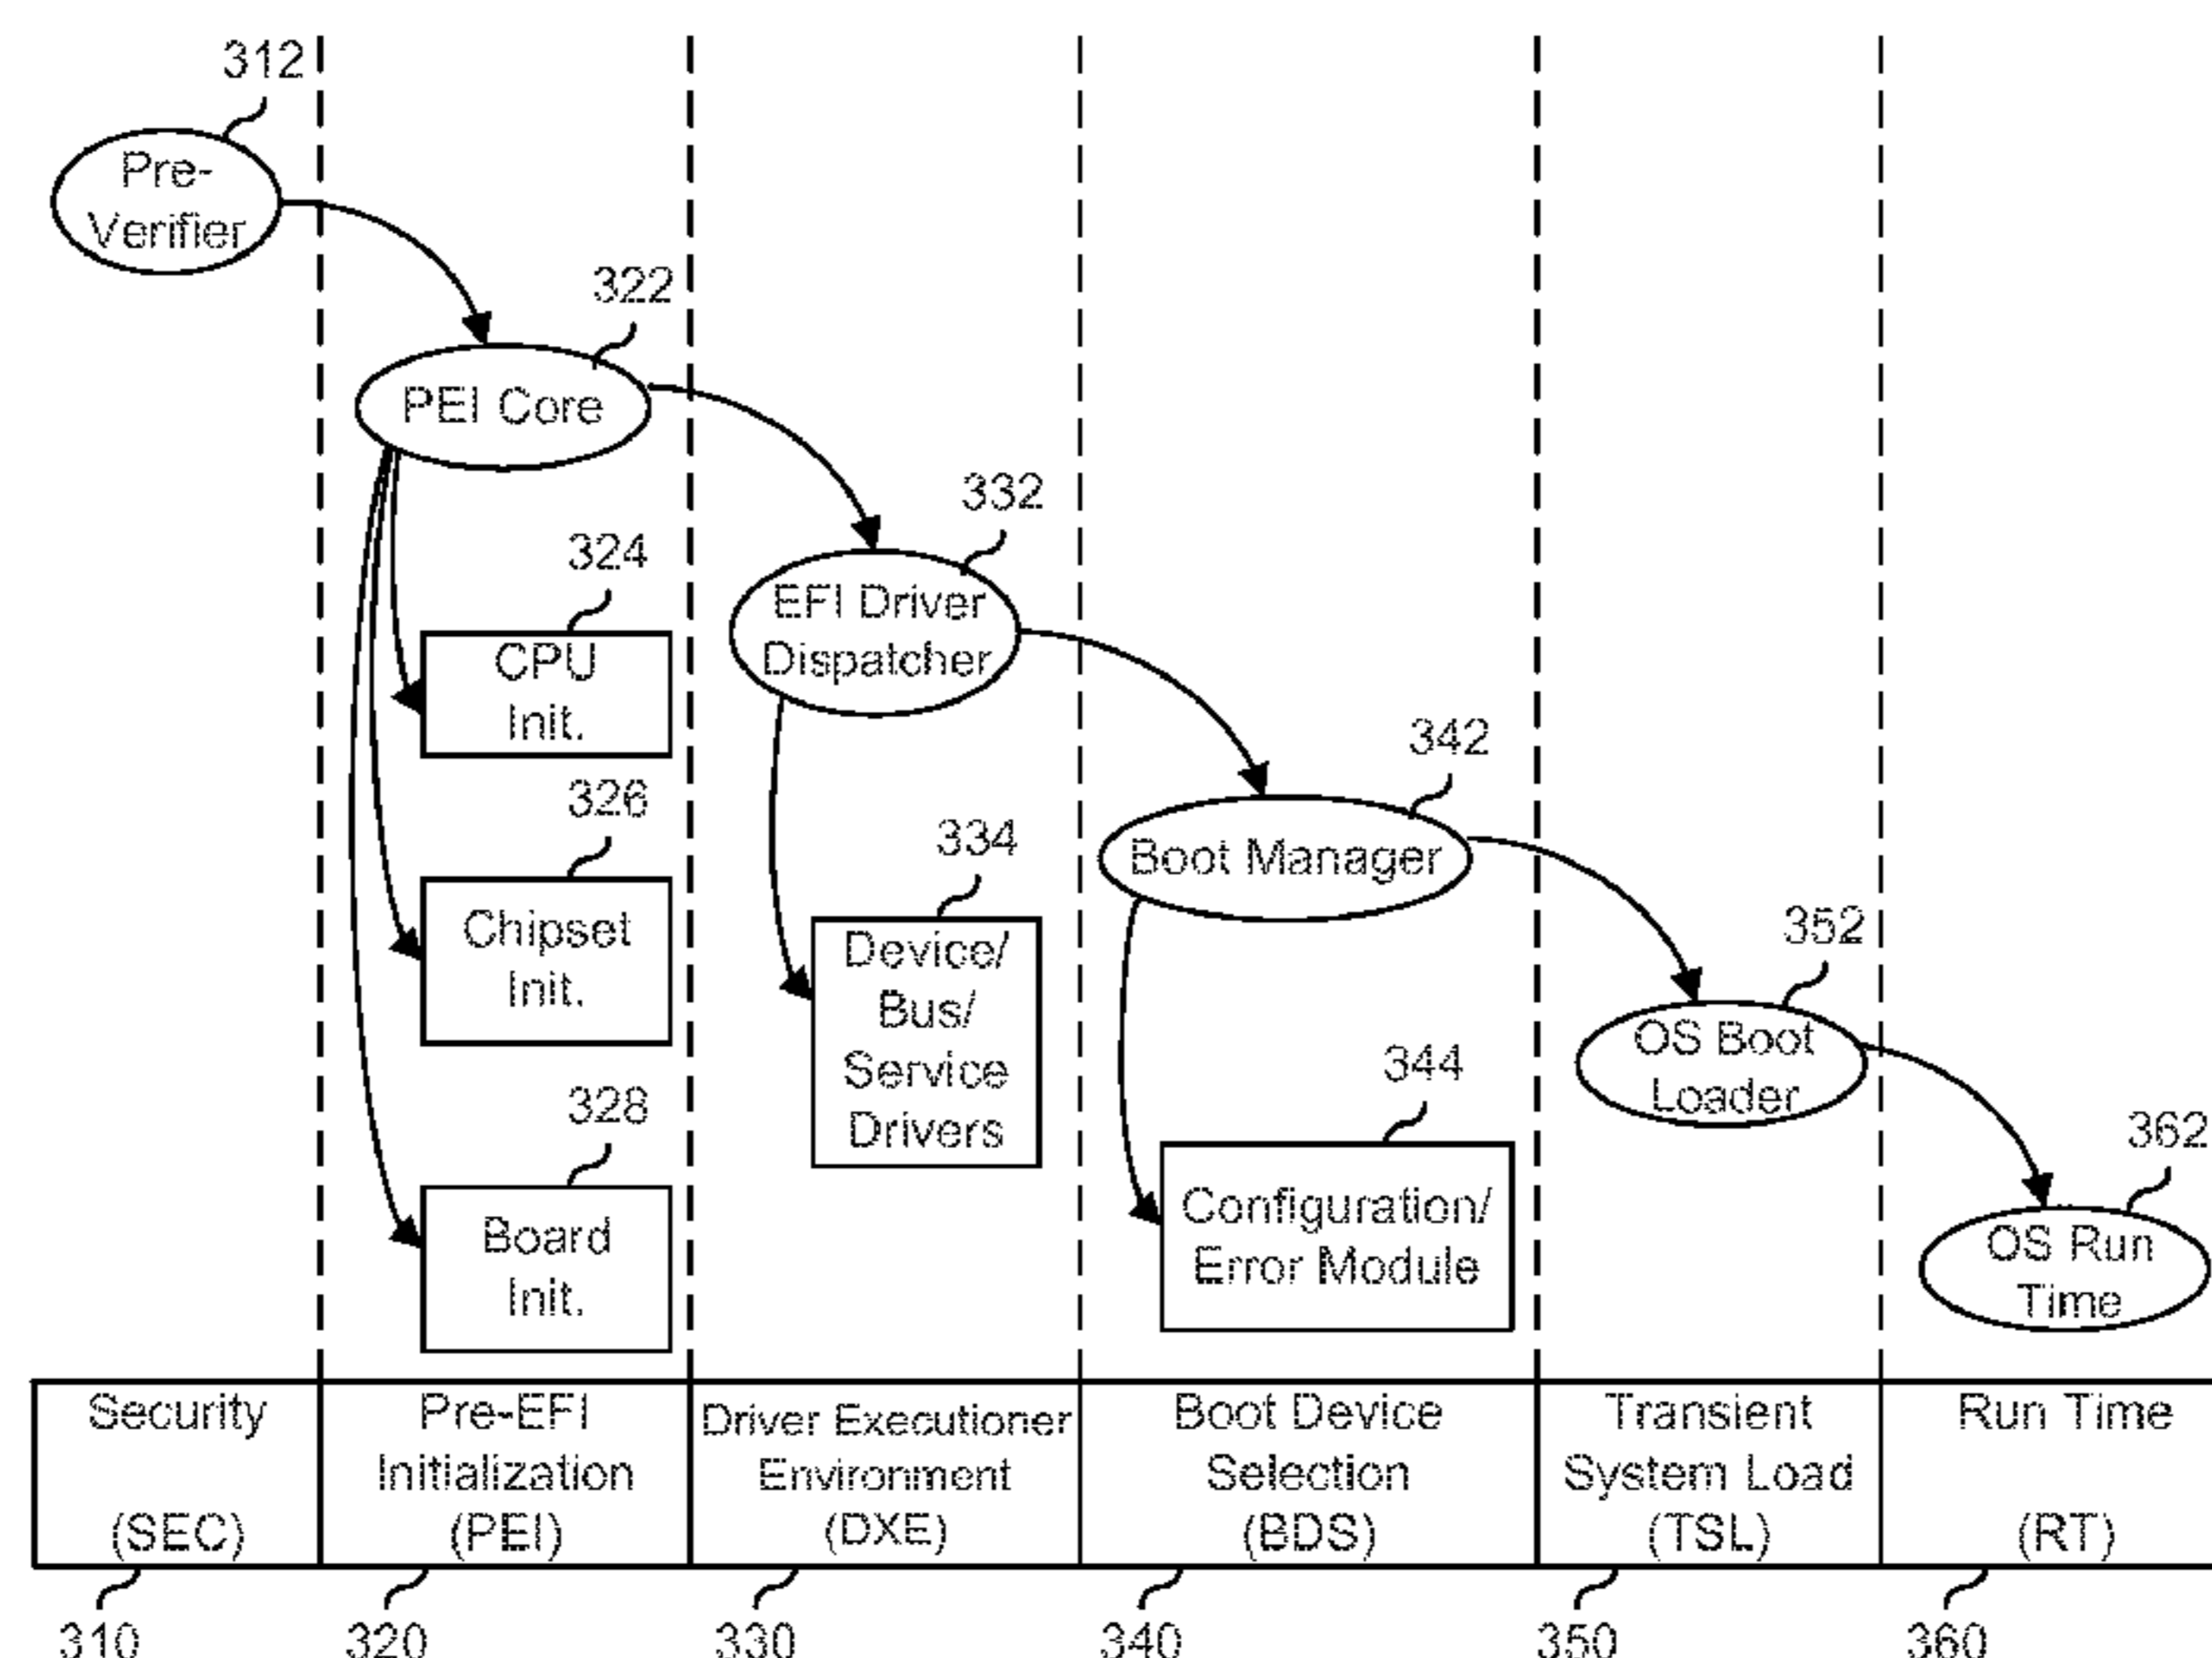 312
Pre-
Verifier
322
PEI Core
324
CPU
Init.
326
Chipset
Init.
328
Board
Init.
332
EFI Driver
Dispatcher
334
Device/
Bus/
Service
Drivers
342
Boot Manager
344
Configuration/
Error Module
352
OS Boot
Loader
362
OS Run
Time
Security
(SEC)
Pre-EFI
Initialization
(PEI)
Driver Executioner
Environment
(DXE)
Boot Device
Selection
(BDS)
Transient
System Load
(TSL)
Run Time
(RT)
310
320
330
340
350
360